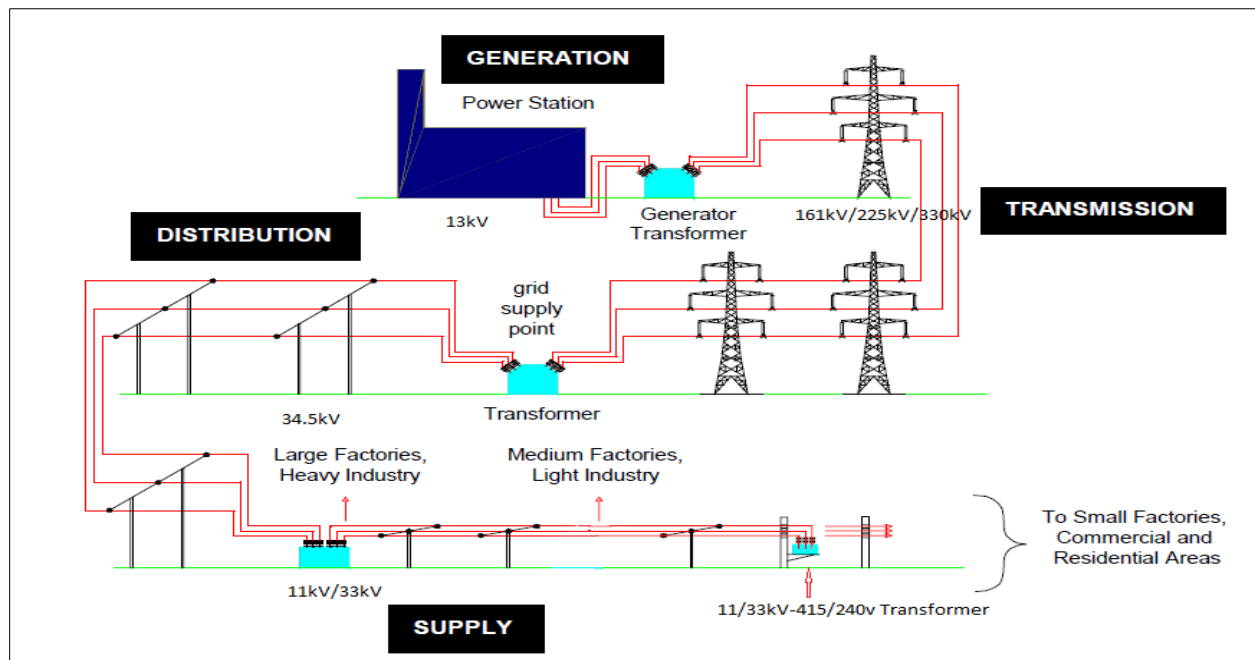 GENERATION
Power Station
13kV
Generator
Transformer
161kV/225kV/330kV
TRANSMISSION
DISTRIBUTION
grid
supply
point
Transformer
34.5kV
Large Factories,
Heavy Industry
Medium Factories,
Light Industry
To Small Factories,
Commercial and
Residential Areas
11kV/33kV
11/33kV-415/240v Transformer
SUPPLY